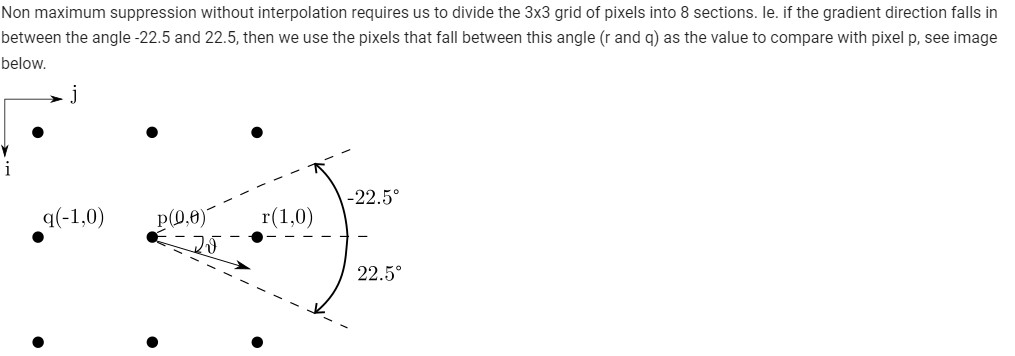 Non maximum suppression without interpolation requires us to divide the 3x3 grid of pixels into 8 sections. Ie. if the gradient direction falls in
between the angle -22.5 and 22.5, then we use the pixels that fall between this angle (r and q) as the value to compare with pixel p, see image
below.
j
i
-22.5°
q(-1,0) p(0,0) r(1,0)
ϑ
22.5°